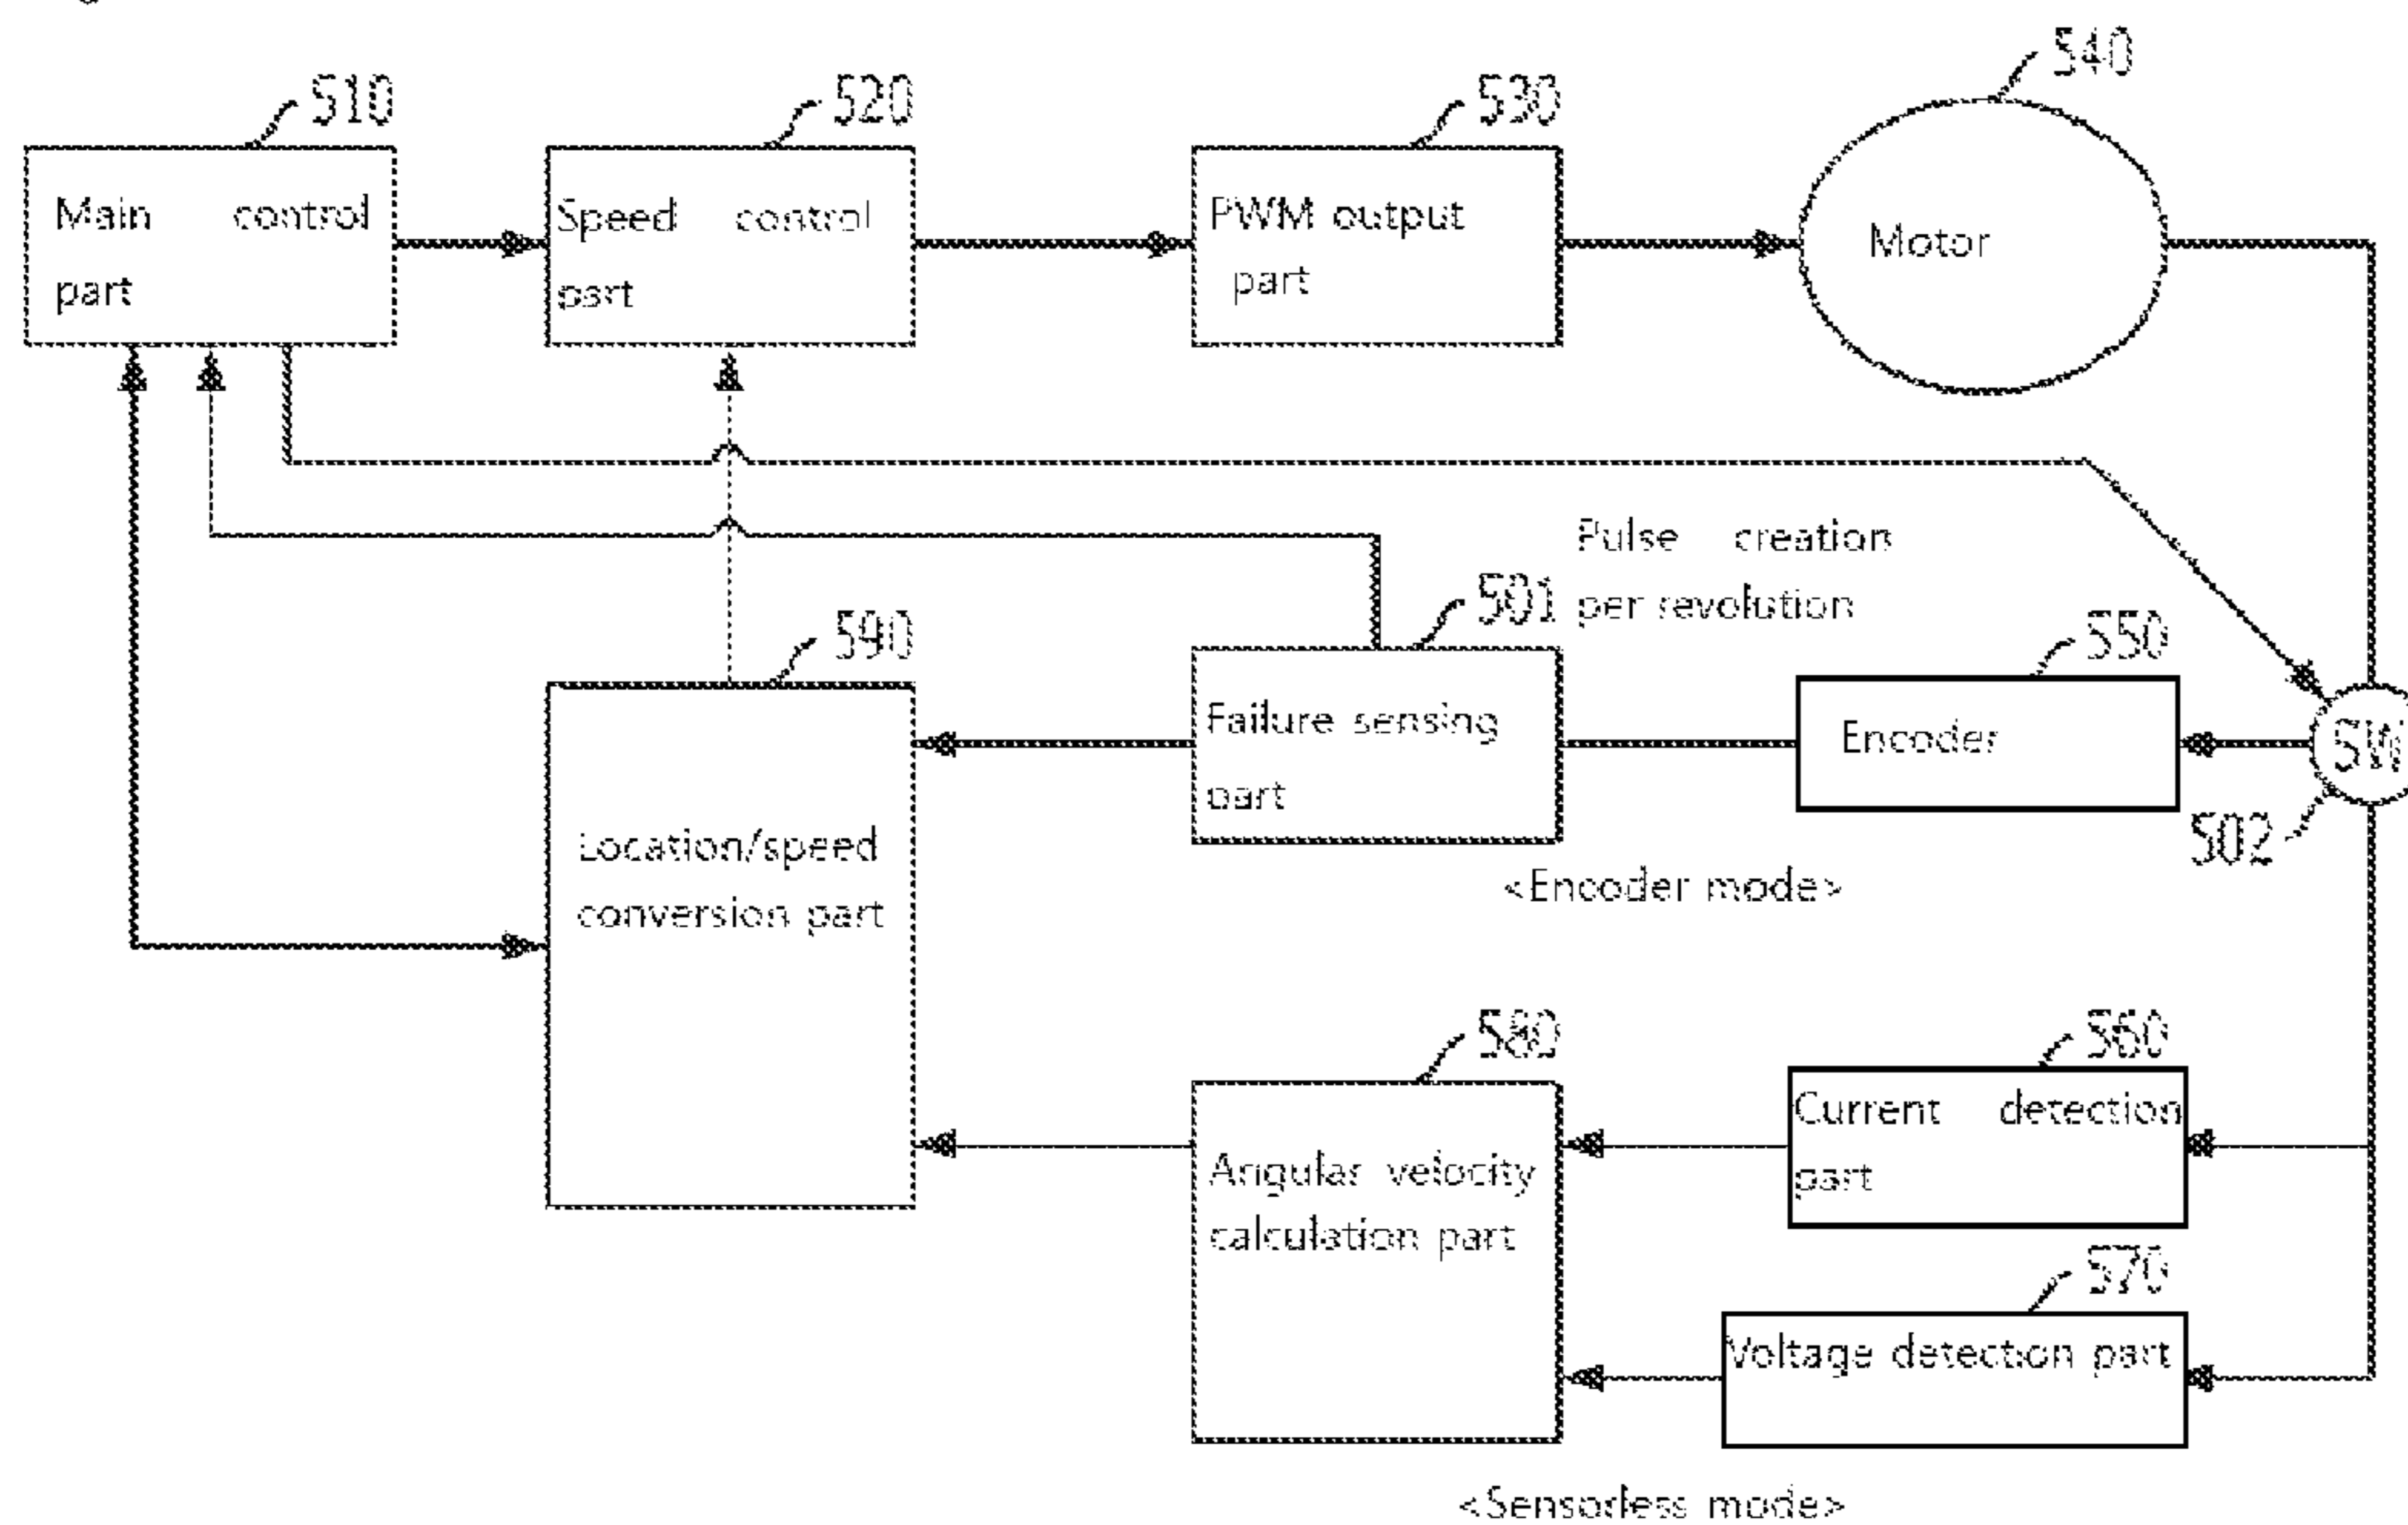 540
510
520
530
Main control
part
Speed control
part
PWM output
part
Motor
Pulse creation
per revolution
501
590
550
Failure sensing
part
Encoder
SW
502
Location/speed
conversion part
<Encoder mode>
580
560
Current detection
part
Angular velocity
calculation part
570
Voltage detection part
<Sensorless mode>